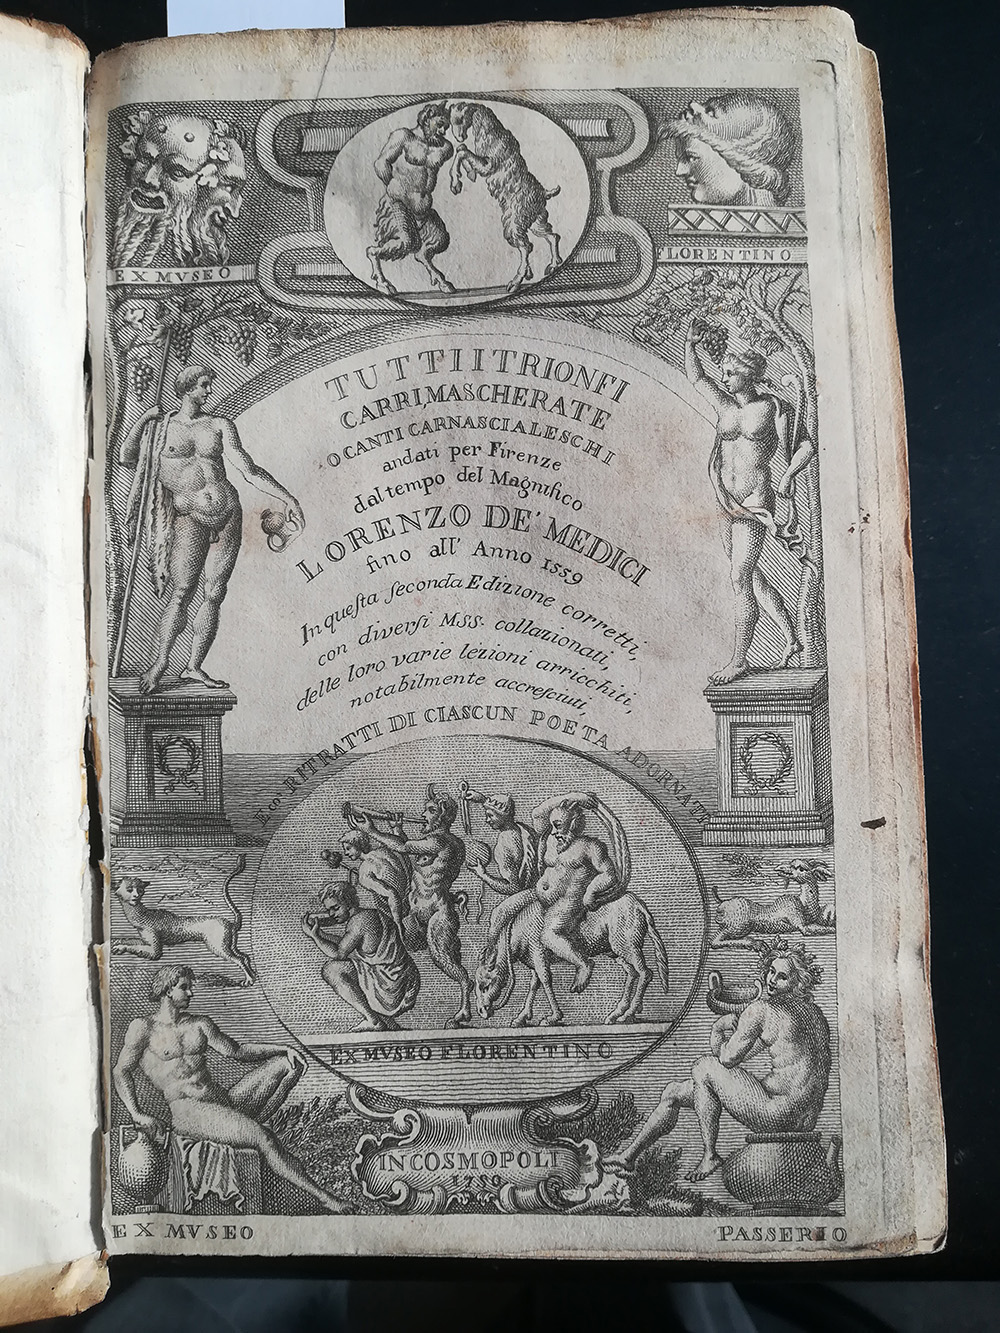 EX MVSEO
FLORENTINO
TUTTI I TRIONFI
CARRI, MASCHERATE
O CANTI CARNASCIALESCHI
andati per Firenze
dal tempo del Magnifico
LORENZO DE' MEDICI
fino all' Anno 1559
In questa seconda Edizione corretti,
con diversi MSS. collazionati,
delle loro varie lezioni arricchiti,
notabilmente accresciuti,
E co' RITRATTI DI CIASCUN POETA ADORNATI
EX MVSEO FLORENTINO
IN COSMOPOLI
1750
EX MVSEO
PASSERIO